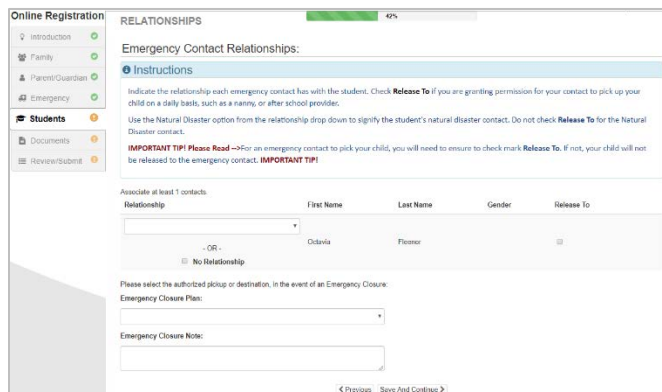 Online Registration
Introduction
Family
Parent/Guardian
Emergency
Students
Documents
Review/Submit
RELATIONSHIPS
42%
Emergency Contact Relationships:
Instructions
Indicate the relationship each emergency contact has with the student. Check Release To if you are granting permission for your contact to pick up your
child on a daily basis, such as a nanny, or after school provider.
Use the Natural Disaster option from the relationship drop down to signify the student's natural disaster contact. Do not check Release To for the Natural
Disaster contact.
IMPORTANT TIP! Please Read -->For an emergency contact to pick your child, you will need to ensure to check mark Release To. If not, your child will not
be released to the emergency contact. IMPORTANT TIP!
Associate at least 1 contacts.
Relationship First Name Last Name Gender Release To
- OR - Octavia Fleenor
No Relationship
Please select the authorized pickup or destination, in the event of an Emergency Closure:
Emergency Closure Plan:
Emergency Closure Note:
Previous Save And Continue